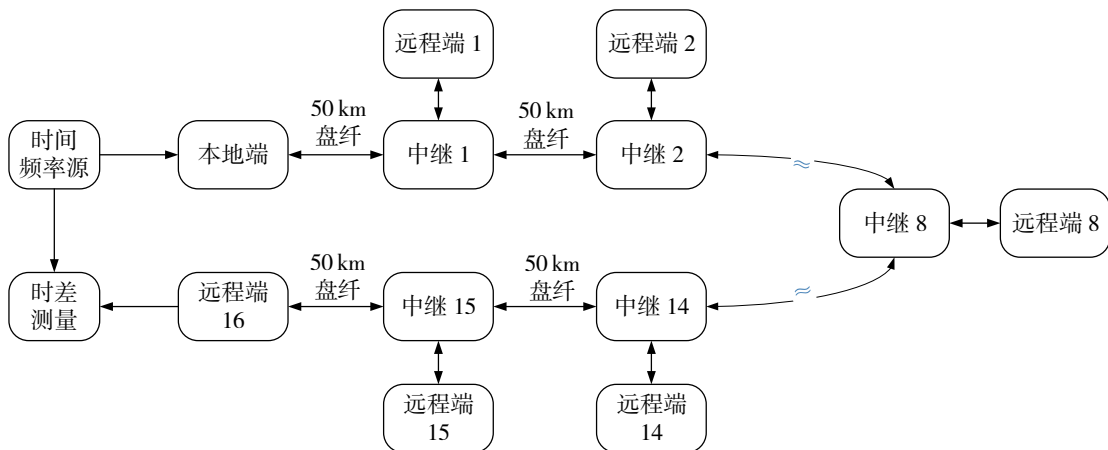 远程端 1
远程端 2
50 km
盘纤
50 km
盘纤
时间
频率源
本地端
中继 1
中继 2
≈
中继 8
远程端 8
50 km
盘纤
50 km
盘纤
≈
时差
测量
远程端
16
中继 15
中继 14
远程端
15
远程端
14